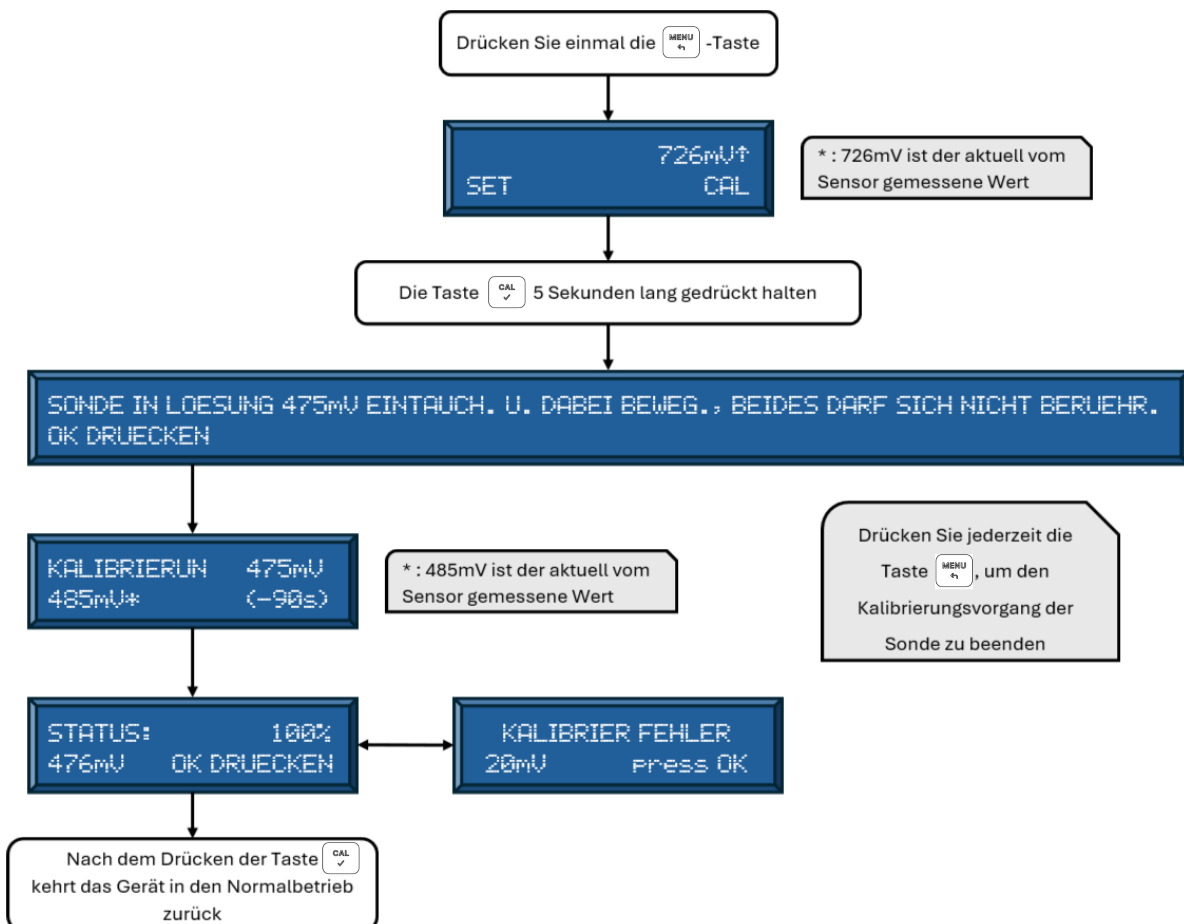 Drücken Sie einmal die MENU -Taste
726mV↑
SET CAL
* : 726mV ist der aktuell vom
Sensor gemessene Wert
Die Taste CAL 5 Sekunden lang gedrückt halten
SONDE IN LOESUNG 475mV EINTAUCH. U. DABEI BEWEG., BEIDES DARF SICH NICHT BERUEHR.
OK DRUECKEN
KALIBRIERUN 475mV
485mV* (-90s)
* : 485mV ist der aktuell vom
Sensor gemessene Wert
Drücken Sie jederzeit die
Taste MENU , um den
Kalibrierungsvorgang der
Sonde zu beenden
STATUS: 100%
476mV OK DRUECKEN
KALIBRIER FEHLER
20mV press OK
Nach dem Drücken der Taste CAL
kehrt das Gerät in den Normalbetrieb
zurück